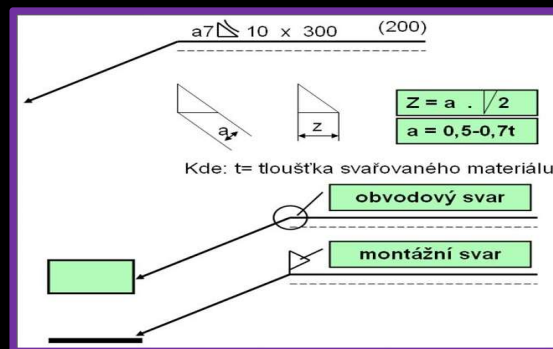 a7 10 x 300 (200)
a
z
Z = a . √2
a = 0,5-0,7t
Kde: t= tloušťka svařovaného materiálu
obvodový svar
montážní svar